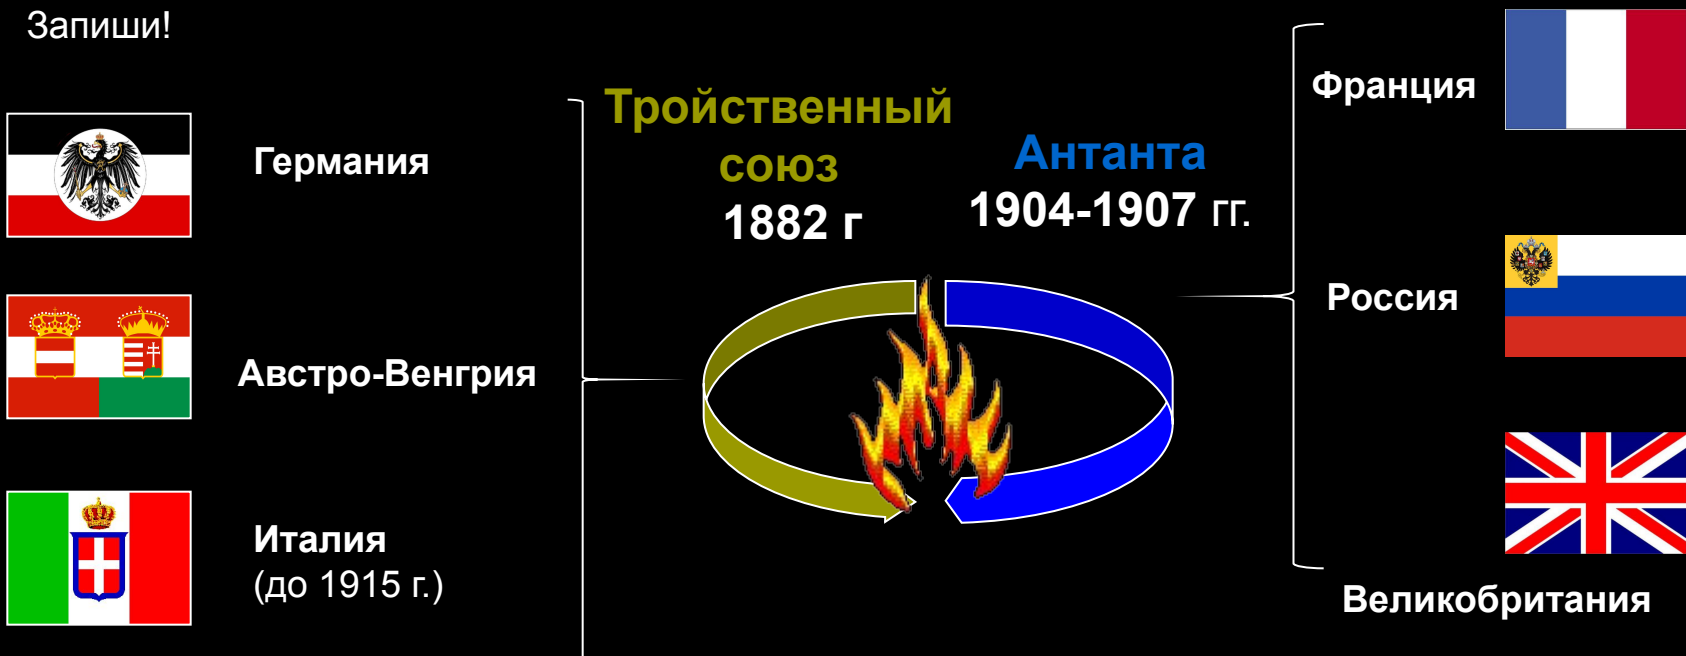 Запиши!
Германия
Австро-Венгрия
Италия
(до 1915 г.)
Тройственный
союз
1882 г
Антанта
1904-1907 гг.
Франция
Россия
Великобритания